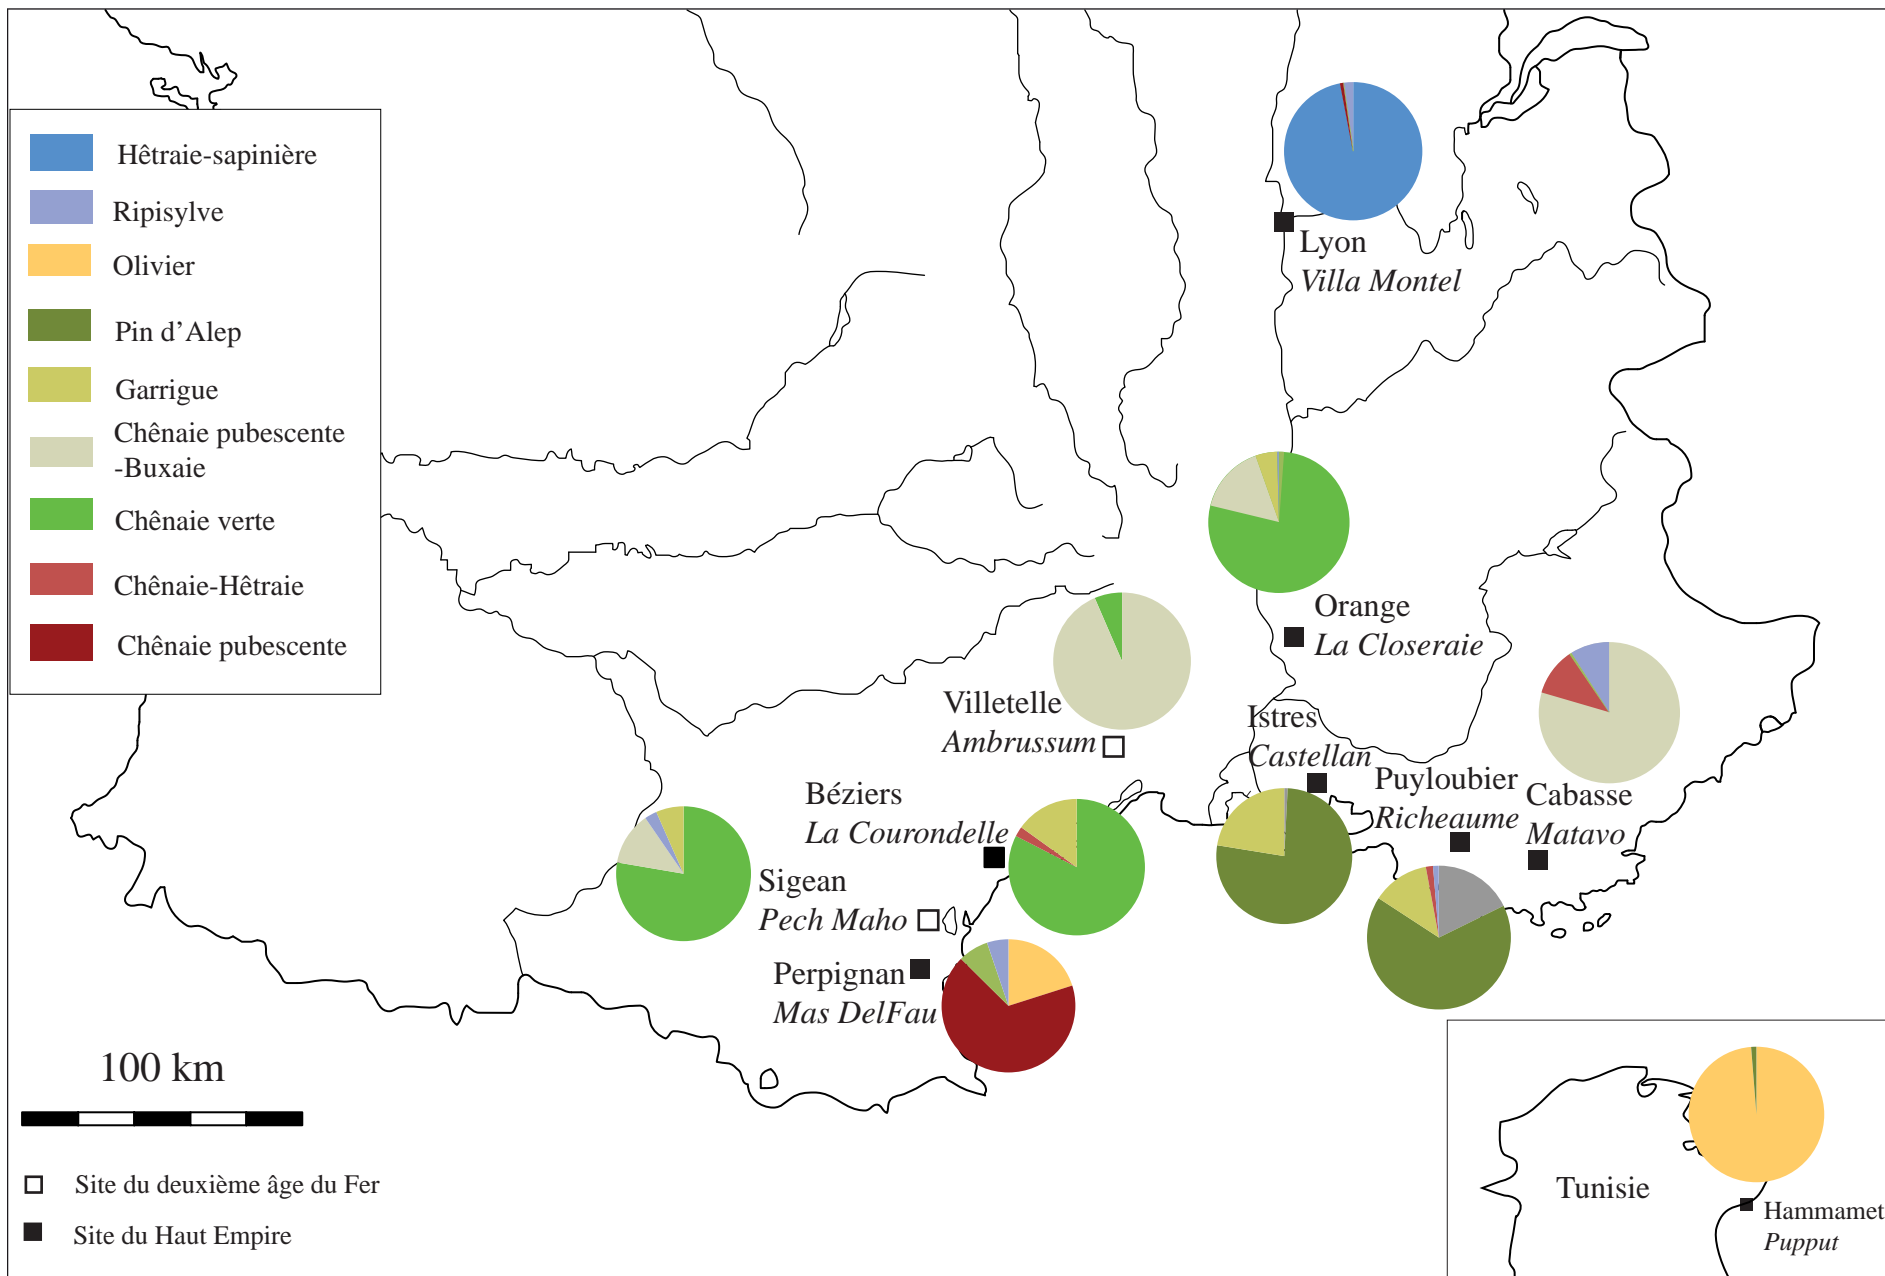 Hêtraie-sapinière
Ripisylve
Olivier
Pin d’Alep
Garrigue
Chênaie pubescente
-Buxaie
Chênaie verte
Chênaie-Hêtraie
Chênaie pubescente
Lyon
Villa Montel
Orange
La Closeraie
Villetelle
Ambrussum
Istres
Castellan
Puyloubier
Richeaume
Cabasse
Matavo
Béziers
La Courondelle
Sigean
Pech Maho
Perpignan
Mas DelFau
100 km
Site du deuxième âge du Fer
Site du Haut Empire
Tunisie
Hammamet
Pupput